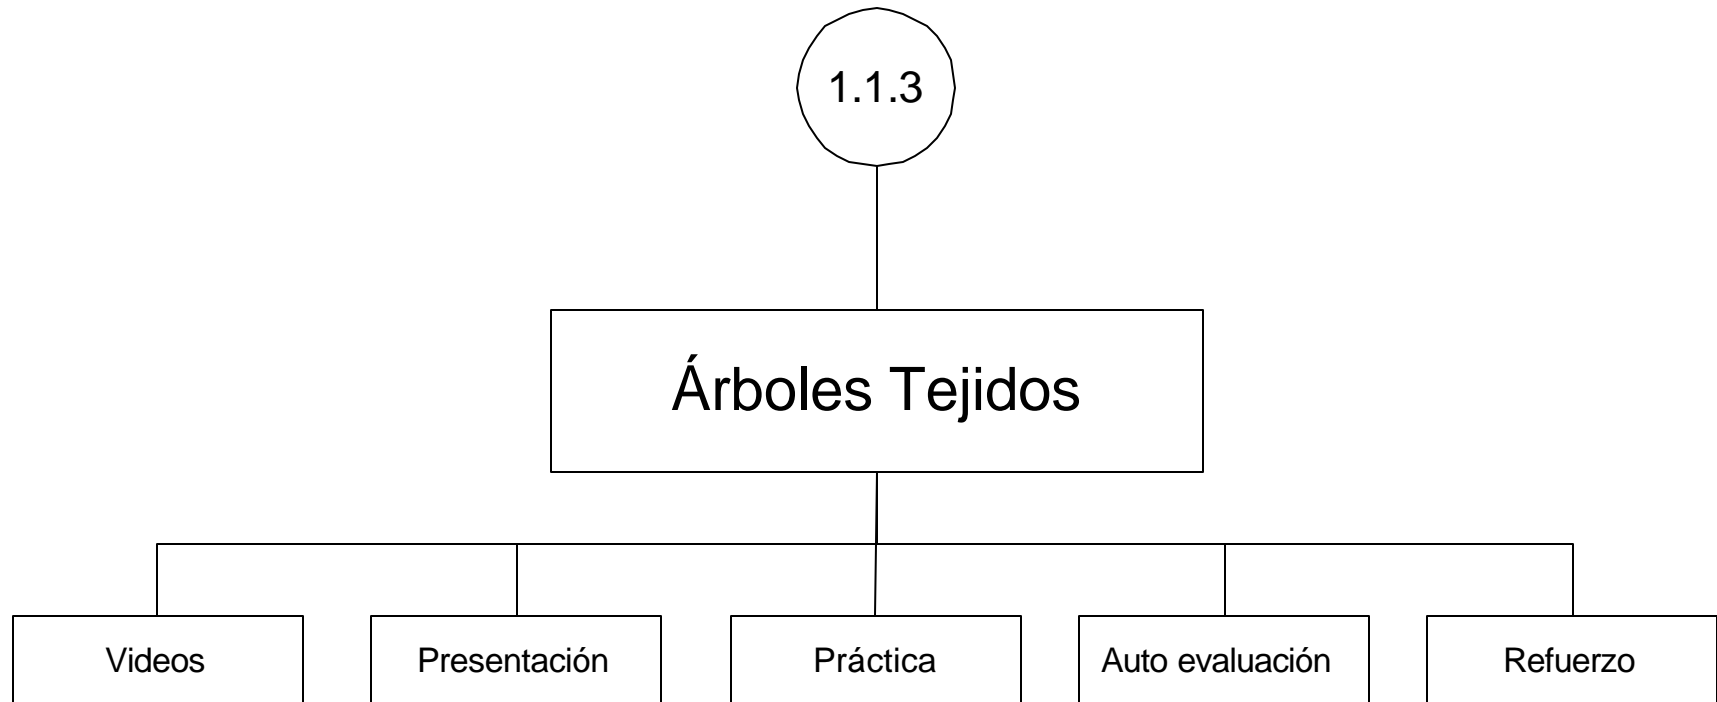 1.1.3
Árboles Tejidos
Videos
Presentación
Práctica
Auto evaluación
Refuerzo